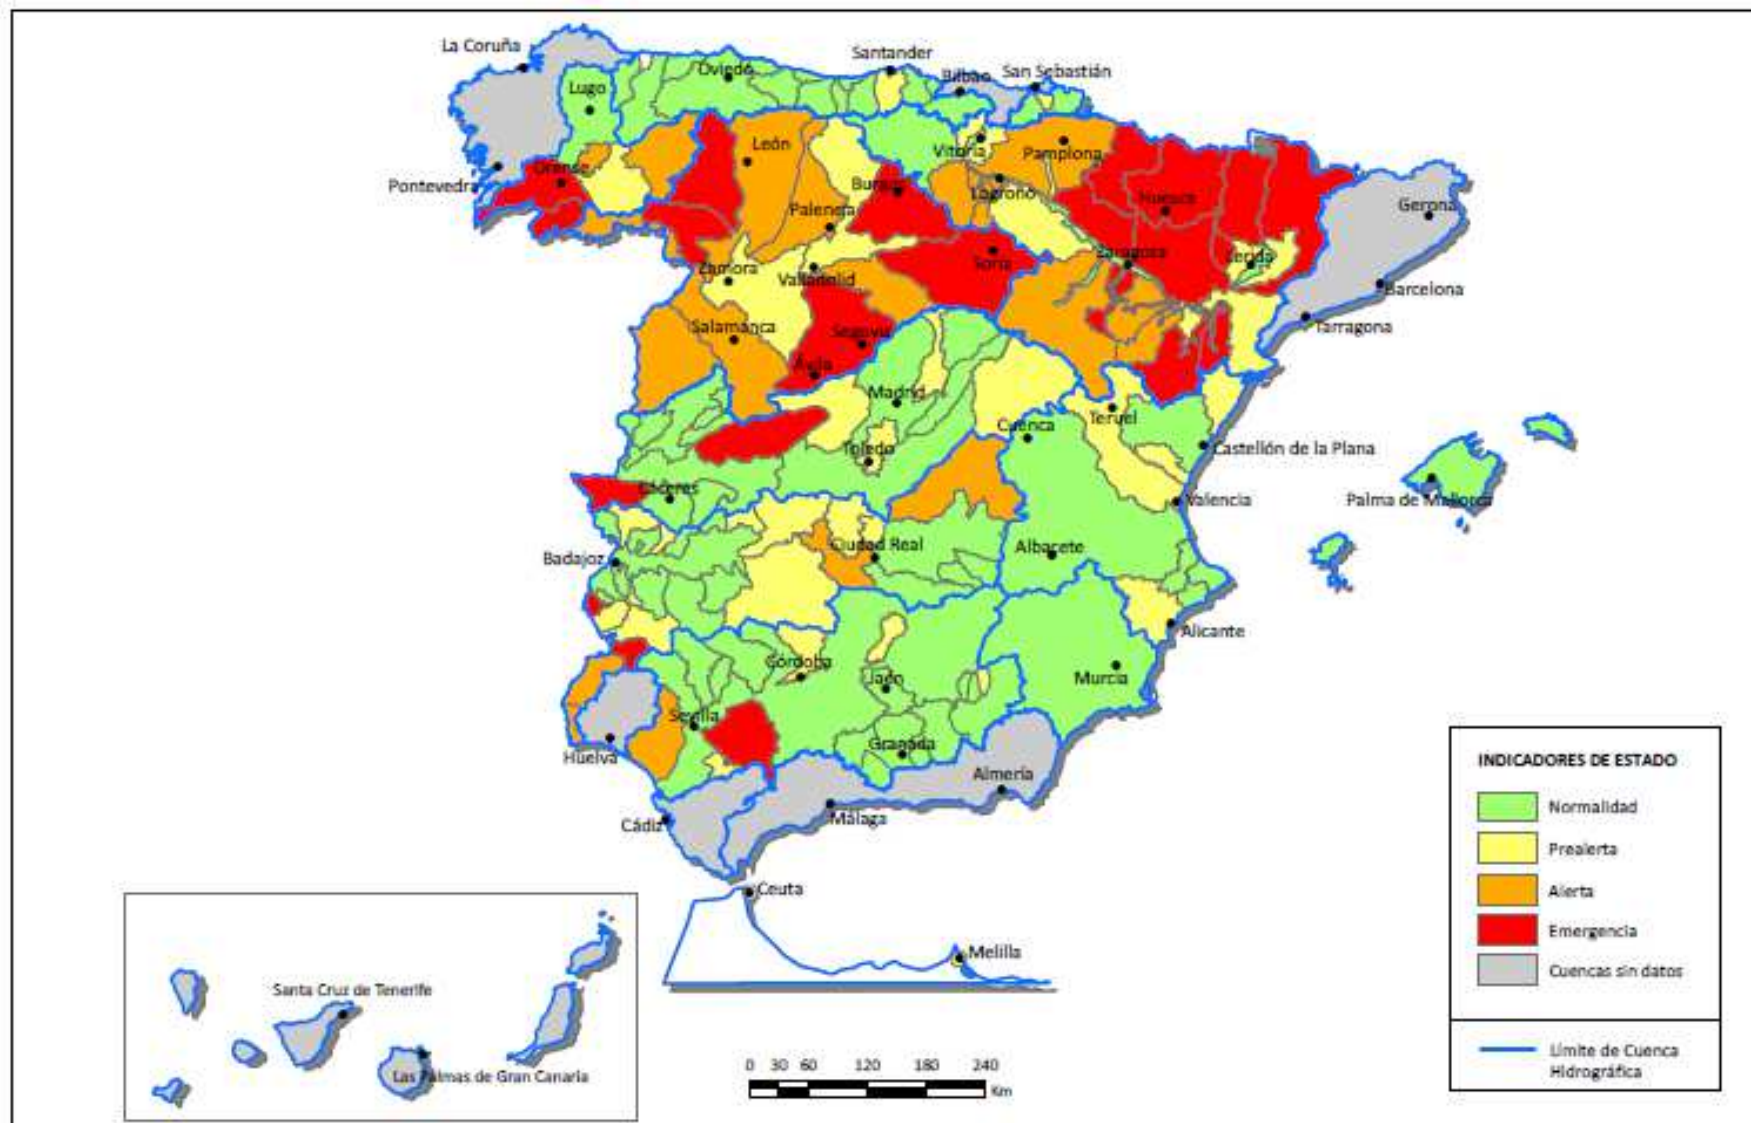 La Coruña
Santander
Oviedo
Bilbao
San Sebastián
Lugo
León
Vitoria
Pamplona
Pontevedra
Orense
Burgos
Logroño
Huesca
Gerona
Palencia
Zaragoza
Lerida
Soria
Zamora
Valladolid
Barcelona
Salamanca
Segovia
Tarragona
Ávila
Madrid
Teruel
Cuenca
Toledo
Castellón de la Plana
Cáceres
Valencia
Palma de Mallorca
Badajoz
Ciudad Real
Albacete
Alicante
Córdoba
Jaén
Murcia
Sevilla
Huelva
Granada
Almería
Cádiz
Málaga
Ceuta
Melilla
Santa Cruz de Tenerife
Las Palmas de Gran Canaria
0 30 60 120 180 240
Km
INDICADORES DE ESTADO
Normalidad
Prealerta
Alerta
Emergencia
Cuencas sin datos
Límite de Cuenca
Hidrográfica